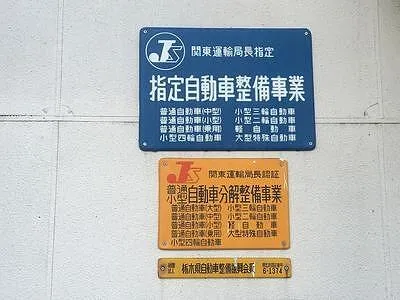 JS 関東運輸局長指定
指定自動車整備事業
普通自動車(中型) 小型三輪自動車
普通自動車(小型) 小型二輪自動車
普通自動車(乗用) 軽自動車
小型四輪自動車 大型特殊自動車
JS 関東運輸局長認証
普通 小型 自動車分解整備事業
普通自動車(大型) 小型三輪自動車
普通自動車(中型) 小型二輪自動車
普通自動車(小型) 軽自動車
普通自動車(乗用) 大型特殊自動車
小型四輪自動車
栃木県自動車整備振興会員
6-1374